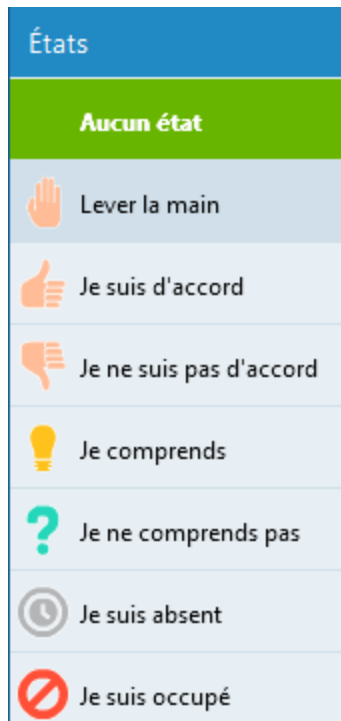 États
Aucun état
Lever la main
Je suis d'accord
Je ne suis pas d'accord
Je comprends
Je ne comprends pas
Je suis absent
Je suis occupé